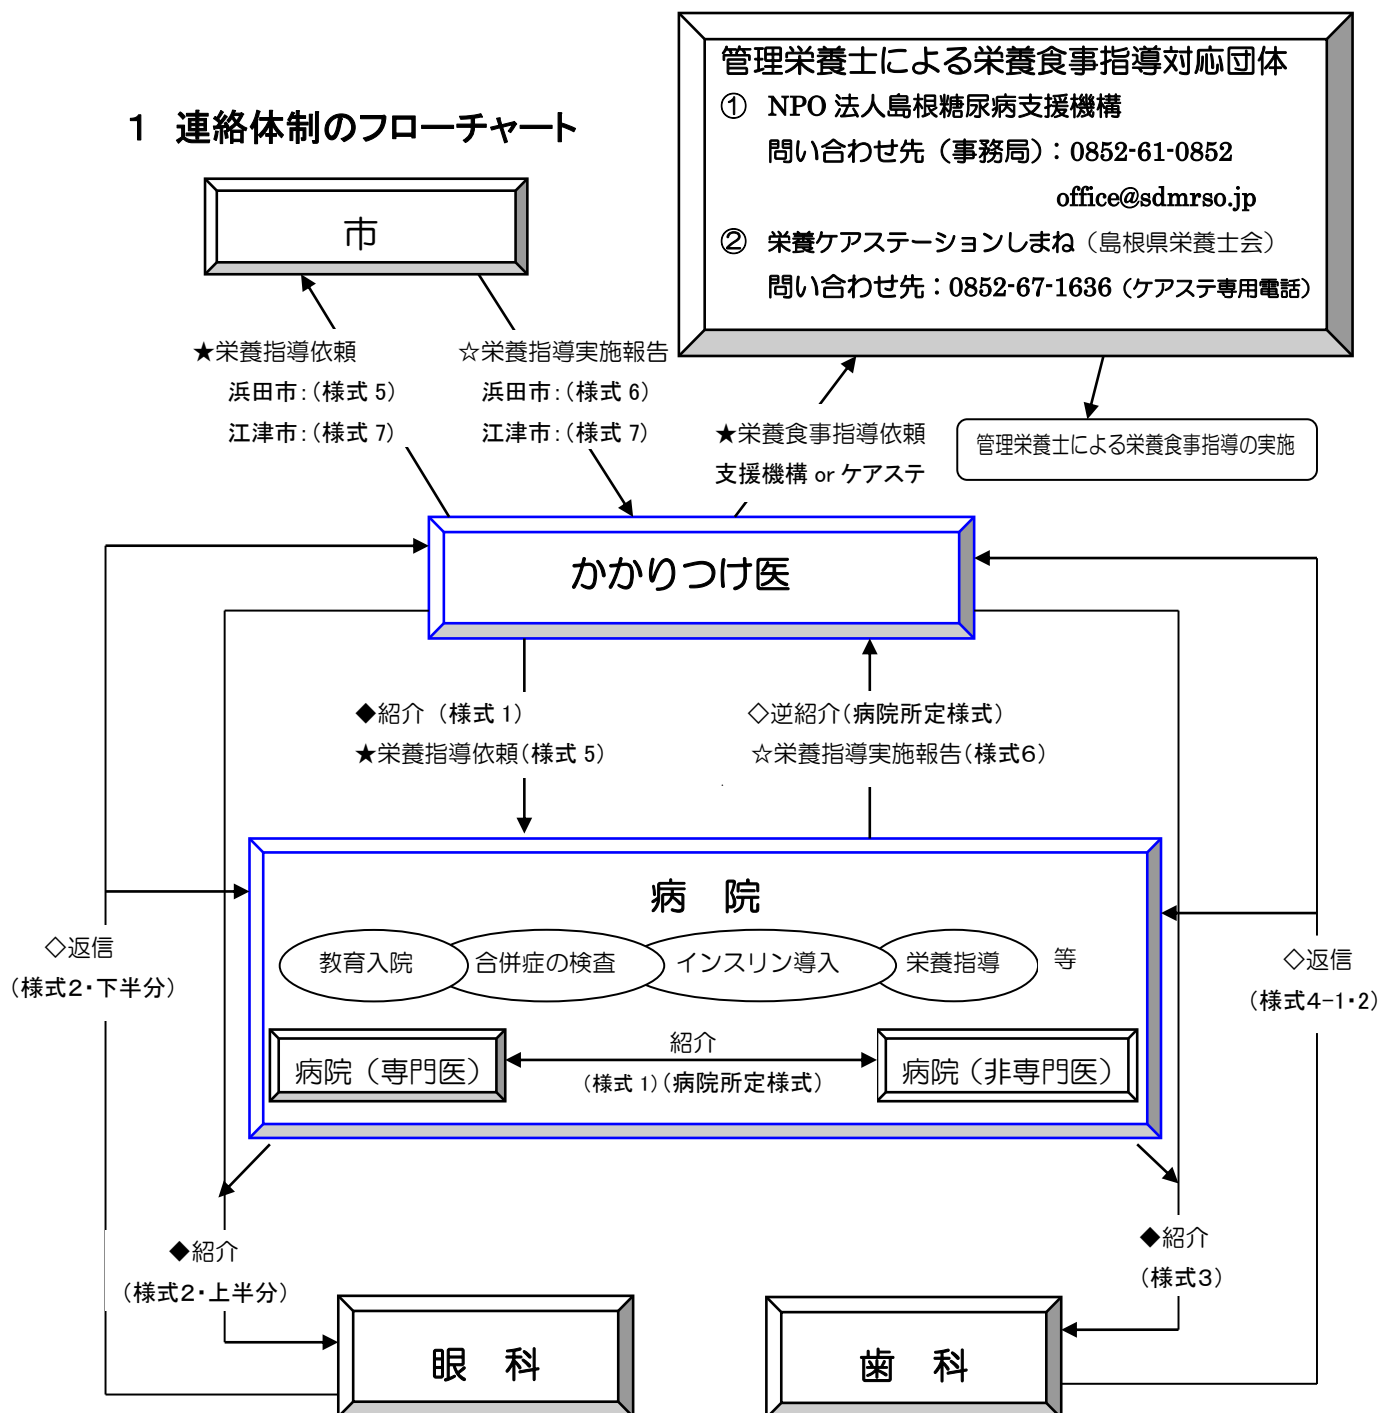 管理栄養士による栄養食事指導対応団体
① NPO 法人島根糖尿病支援機構
問い合わせ先（事務局）：0852-61-0852
office@sdmrso.jp
② 栄養ケアステーションしまね（島根県栄養士会）
問い合わせ先：0852-67-1636（ケアステ専用電話）
1 連絡体制のフローチャート
市
★栄養指導依頼
浜田市：（様式 5）
江津市：（様式 7）
☆栄養指導実施報告
浜田市：（様式 6）
江津市：（様式 7）
★栄養食事指導依頼
支援機構 or ケアステ
管理栄養士による栄養食事指導の実施
かかりつけ医
◆紹介（様式 1）
★栄養指導依頼（様式 5）
◇逆紹介（病院所定様式）
☆栄養指導実施報告（様式６）
病 院
教育入院
合併症の検査
インスリン導入
栄養指導
等
病院（専門医）
紹介
（様式 1）（病院所定様式）
病院（非専門医）
◇返信
（様式２・下半分）
◇返信
（様式４-１・２）
◆紹介
（様式２・上半分）
◆紹介
（様式３）
眼 科
歯 科